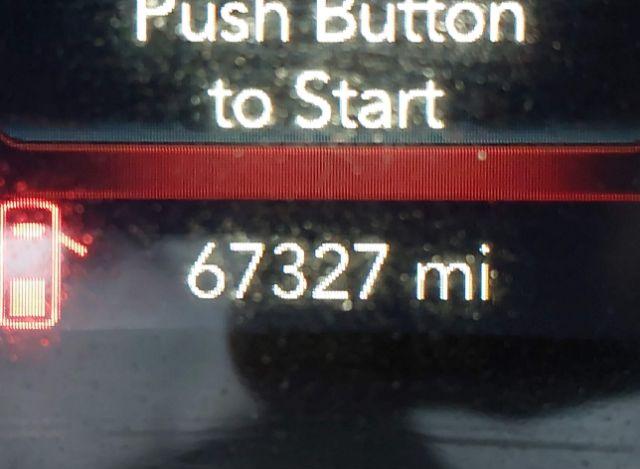 Push Button
to Start
67327 mi